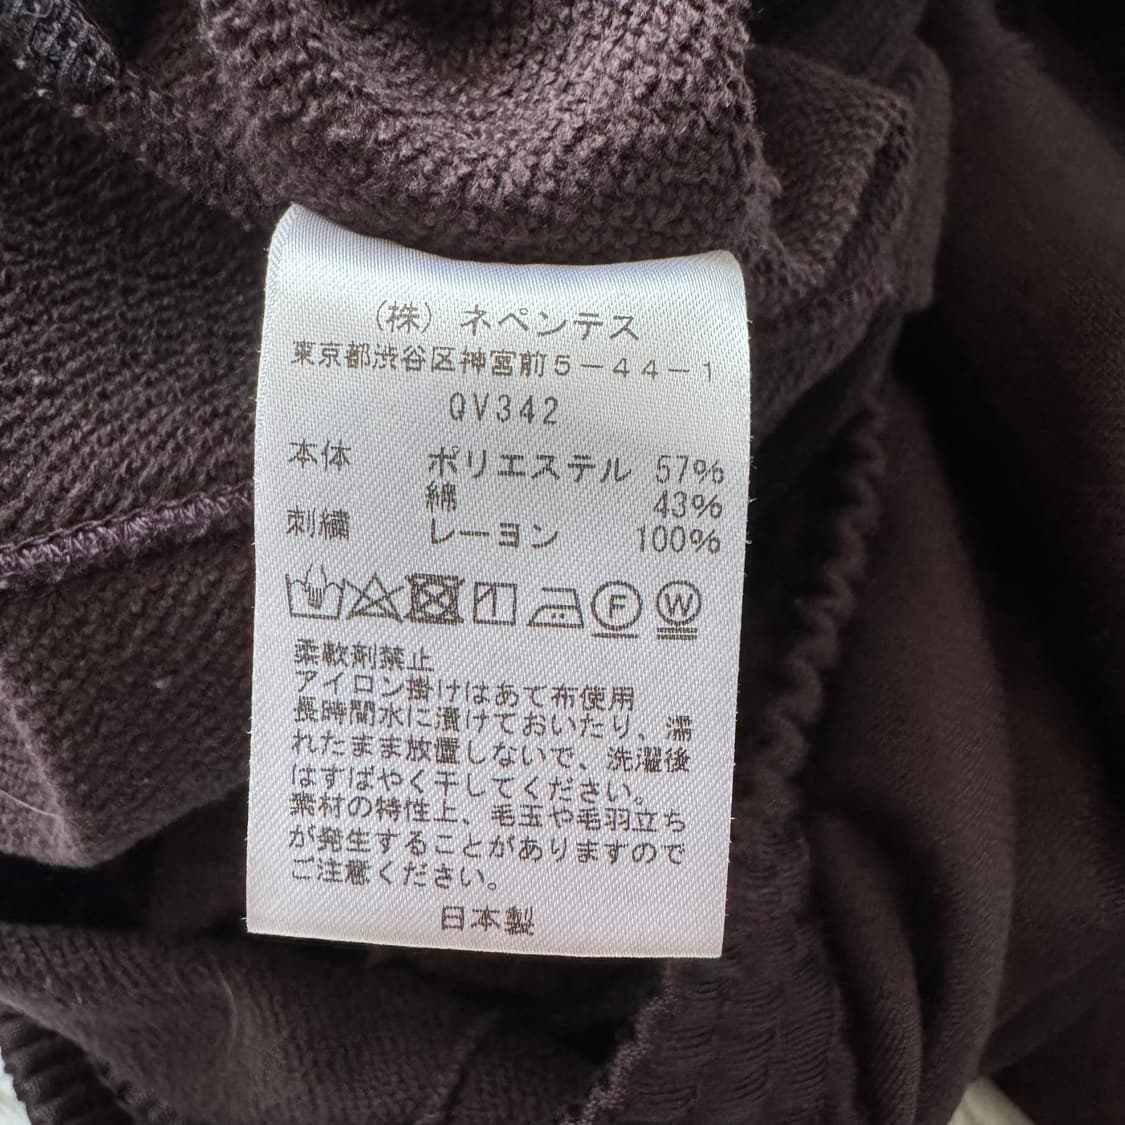 （株）ネペンテス
東京都渋谷区神宮前５－４４－１
QV342
本体 ポリエステル 57%
綿 43%
刺繍 レーヨン 100%
F W
柔軟剤禁止
アイロン掛けはあて布使用
長時間水に漬けておいたり、濡
れたまま放置しないで、洗濯後
はすばやく干してください。
素材の特性上、毛玉や毛羽立ち
が発生することがありますので
ご注意ください。
日本製